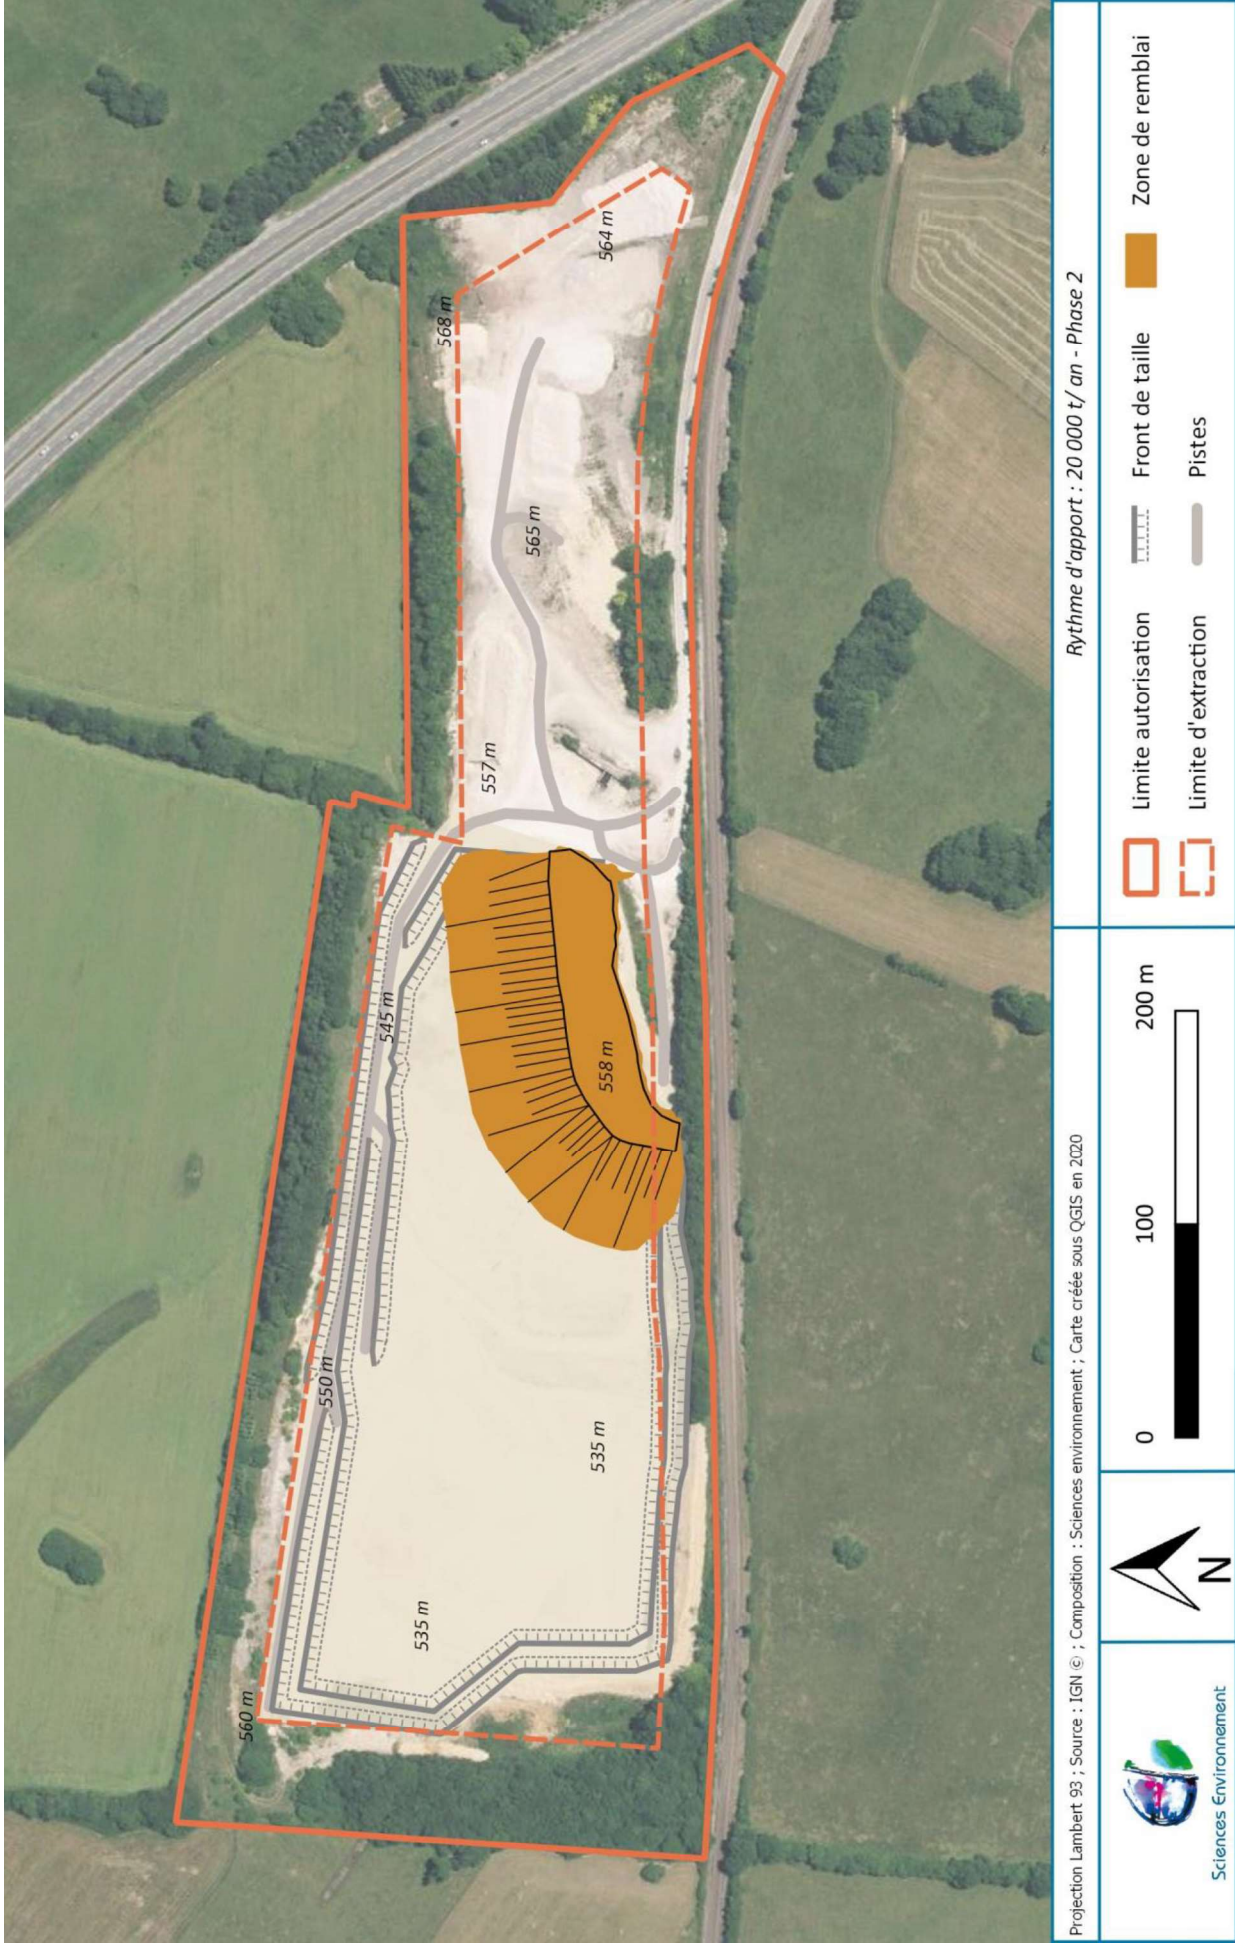 560 m
550 m
545 m
535 m
535 m
558 m
557 m
568 m
565 m
564 m
Projection Lambert 93 ; Source : IGN © ; Composition : Sciences environnement ; Carte créée sous QGIS en 2020
Rythme d'apport : 20 000 t/ an - Phase 2
Sciences Environnement
N
0 100 200 m
Limite autorisation
Front de taille
Zone de remblai
Limite d'extraction
Pistes